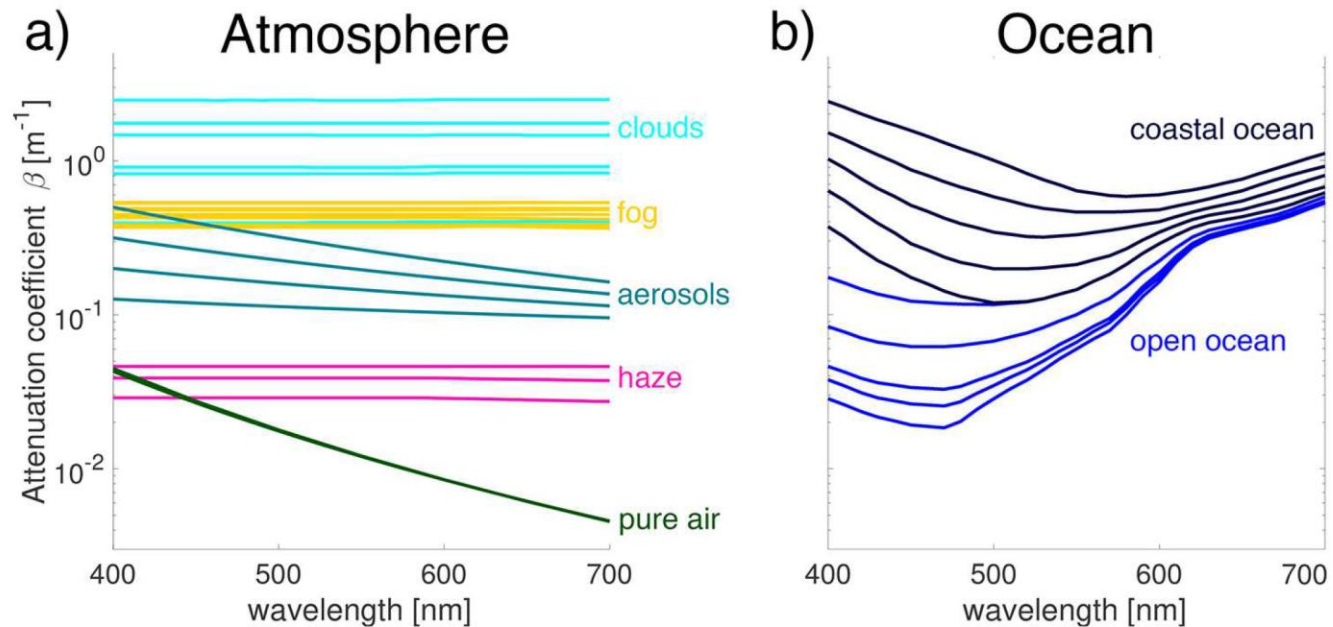 a) Atmosphere
Attenuation coefficient β [m⁻¹]
10⁰
10⁻¹
10⁻²
clouds
fog
aerosols
haze
pure air
400 500 600 700
wavelength [nm]
b) Ocean
coastal ocean
open ocean
400 500 600 700
wavelength [nm]